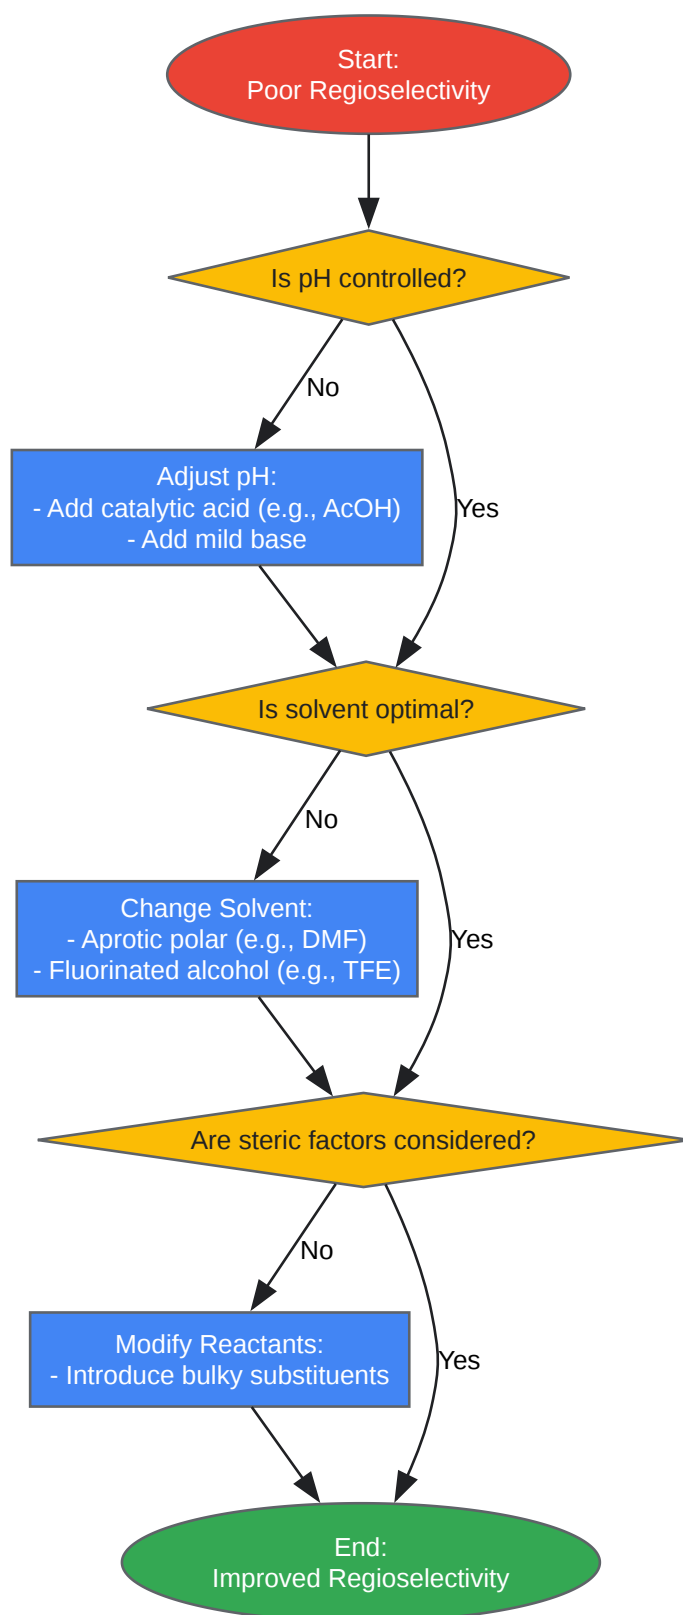 Start:
Poor Regioselectivity
Is pH controlled?
No
Adjust pH:
- Add catalytic acid (e.g., AcOH)
- Add mild base
Yes
Is solvent optimal?
No
Change Solvent:
- Aprotic polar (e.g., DMF)
- Fluorinated alcohol (e.g., TFE)
Yes
Are steric factors considered?
No
Modify Reactants:
- Introduce bulky substituents
Yes
End:
Improved Regioselectivity